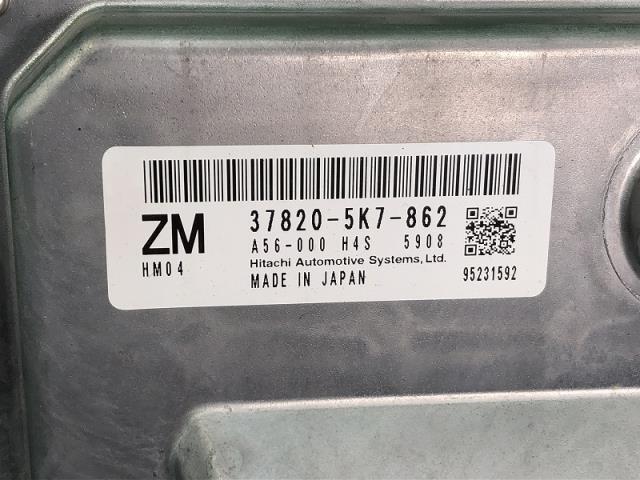 ZM 37820-5K7-862
A56-000 H4S 5908
HM04 Hitachi Automotive Systems, Ltd.
MADE IN JAPAN 95231592